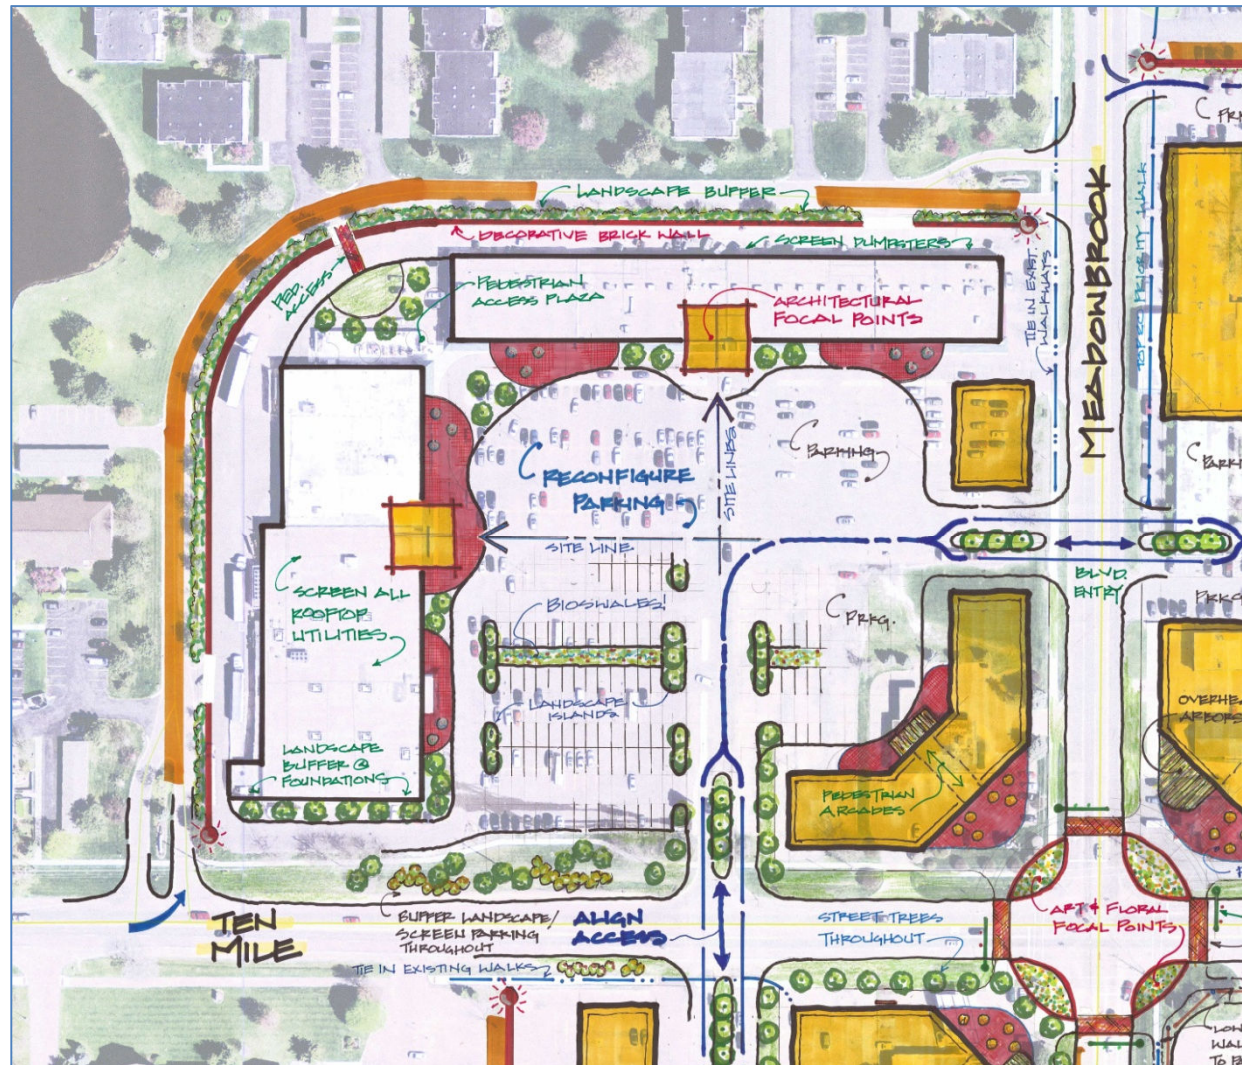 LANDSCAPE BUFFER
DECORATIVE BRICK WALL
SCREEN DUMPSTERS
PED.
ACCESS
PEDESTRIAN
ACCESS PLAZA
ARCHITECTURAL
FOCAL POINTS
TIE IN EXIST.
WALKWAYS
MEADOWBROOK
TOP PRIORITY WALK
RECONFIGURE
PARKING
SITE LINES
PARKING
SITE LINE
BLVD.
ENTRY
SCREEN ALL
ROOFTOP
UTILITIES
BIOSWALES!
PRKG.
LANDSCAPE
ISLANDS
LANDSCAPE
BUFFER @
FOUNDATIONS
PEDESTRIAN
ARCADES
TEN
MILE
BUFFER LANDSCAPE/
SCREEN PARKING
THROUGHOUT
ALIGN
ACCESS
STREET TREES
THROUGHOUT
ART & FLORAL
FOCAL POINTS
TIE IN EXISTING WALKS